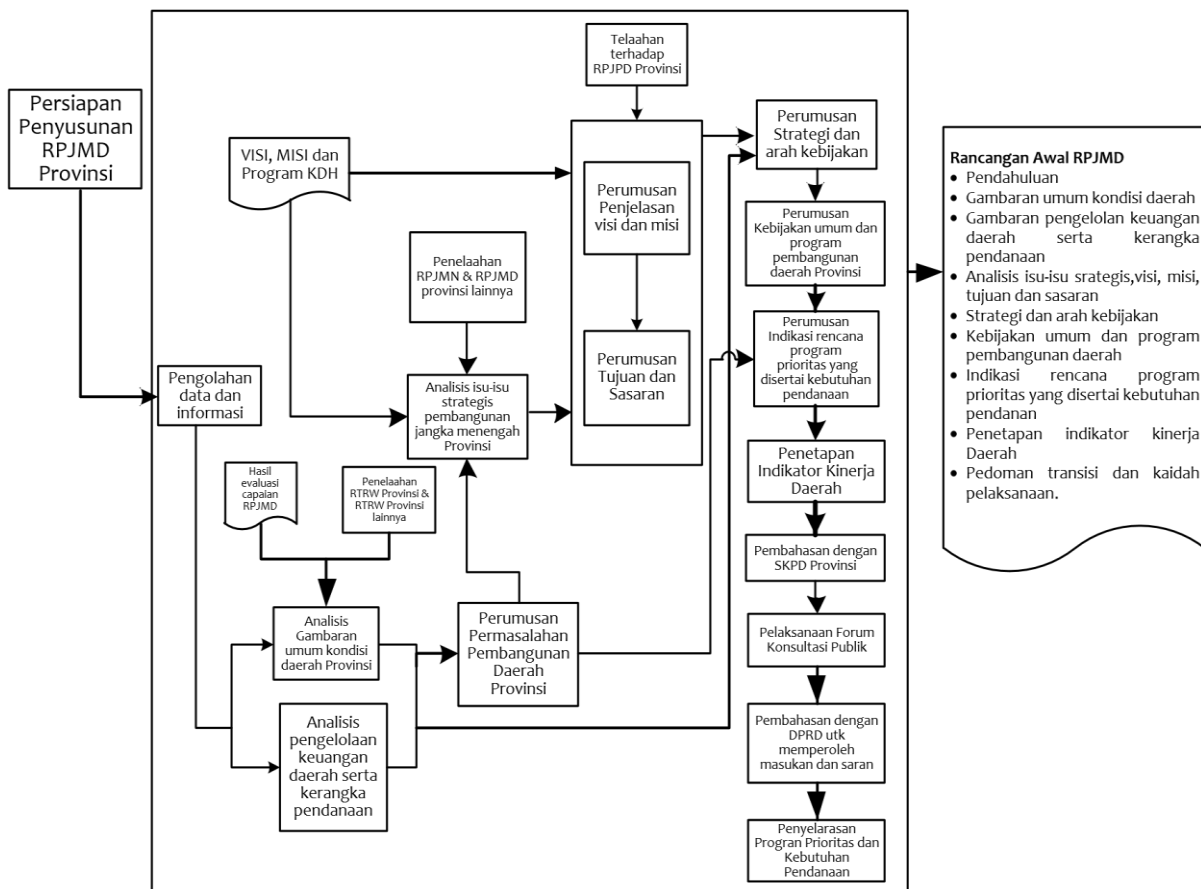 Persiapan
Penyusunan
RPJMD
Provinsi
Telaahan
terhadap
RPJPD Provinsi
VISI, MISI dan
Program KDH
Perumusan
Penjelasan
visi dan misi
Perumusan
Strategi dan
arah kebijakan
Perumusan
Kebijakan umum dan
program
pembangunan
daerah Provinsi
Penelaahan
RPJMN & RPJMD
provinsi lainnya
Perumusan
Indikasi rencana
program
prioritas yang
disertai kebutuhan
pendanaan
Perumusan
Tujuan dan
Sasaran
Pengolahan
data dan
informasi
Analisis isu-isu
strategis
pembangunan
jangka menengah
Provinsi
Penetapan
Indikator Kinerja
Daerah
Hasil
evaluasi
capaian
RPJMD
Penelaahan
RTRW Provinsi &
RTRW Provinsi
lainnya
Pembahasan dengan
SKPD Provinsi
Analisis
Gambaran
umum kondisi
daerah Provinsi
Perumusan
Permasalahan
Pembangunan
Daerah
Provinsi
Pelaksanaan Forum
Konsultasi Publik
Analisis
pengelolaan
keuangan
daerah serta
kerangka
pendanaan
Pembahasan dengan
DPRD utk
memperoleh
masukan dan saran
Penyelarasan
Progran Prioritas dan
Kebutuhan
Pendanaan
Rancangan Awal RPJMD
• Pendahuluan
• Gambaran umum kondisi daerah
• Gambaran pengelolan keuangan
daerah serta kerangka
pendanaan
• Analisis isu-isu srategis,visi, misi,
tujuan dan sasaran
• Strategi dan arah kebijakan
• Kebijakan umum dan program
pembangunan daerah
• Indikasi rencana program
prioritas yang disertai kebutuhan
pendanan
• Penetapan indikator kinerja
Daerah
• Pedoman transisi dan kaidah
pelaksanaan.